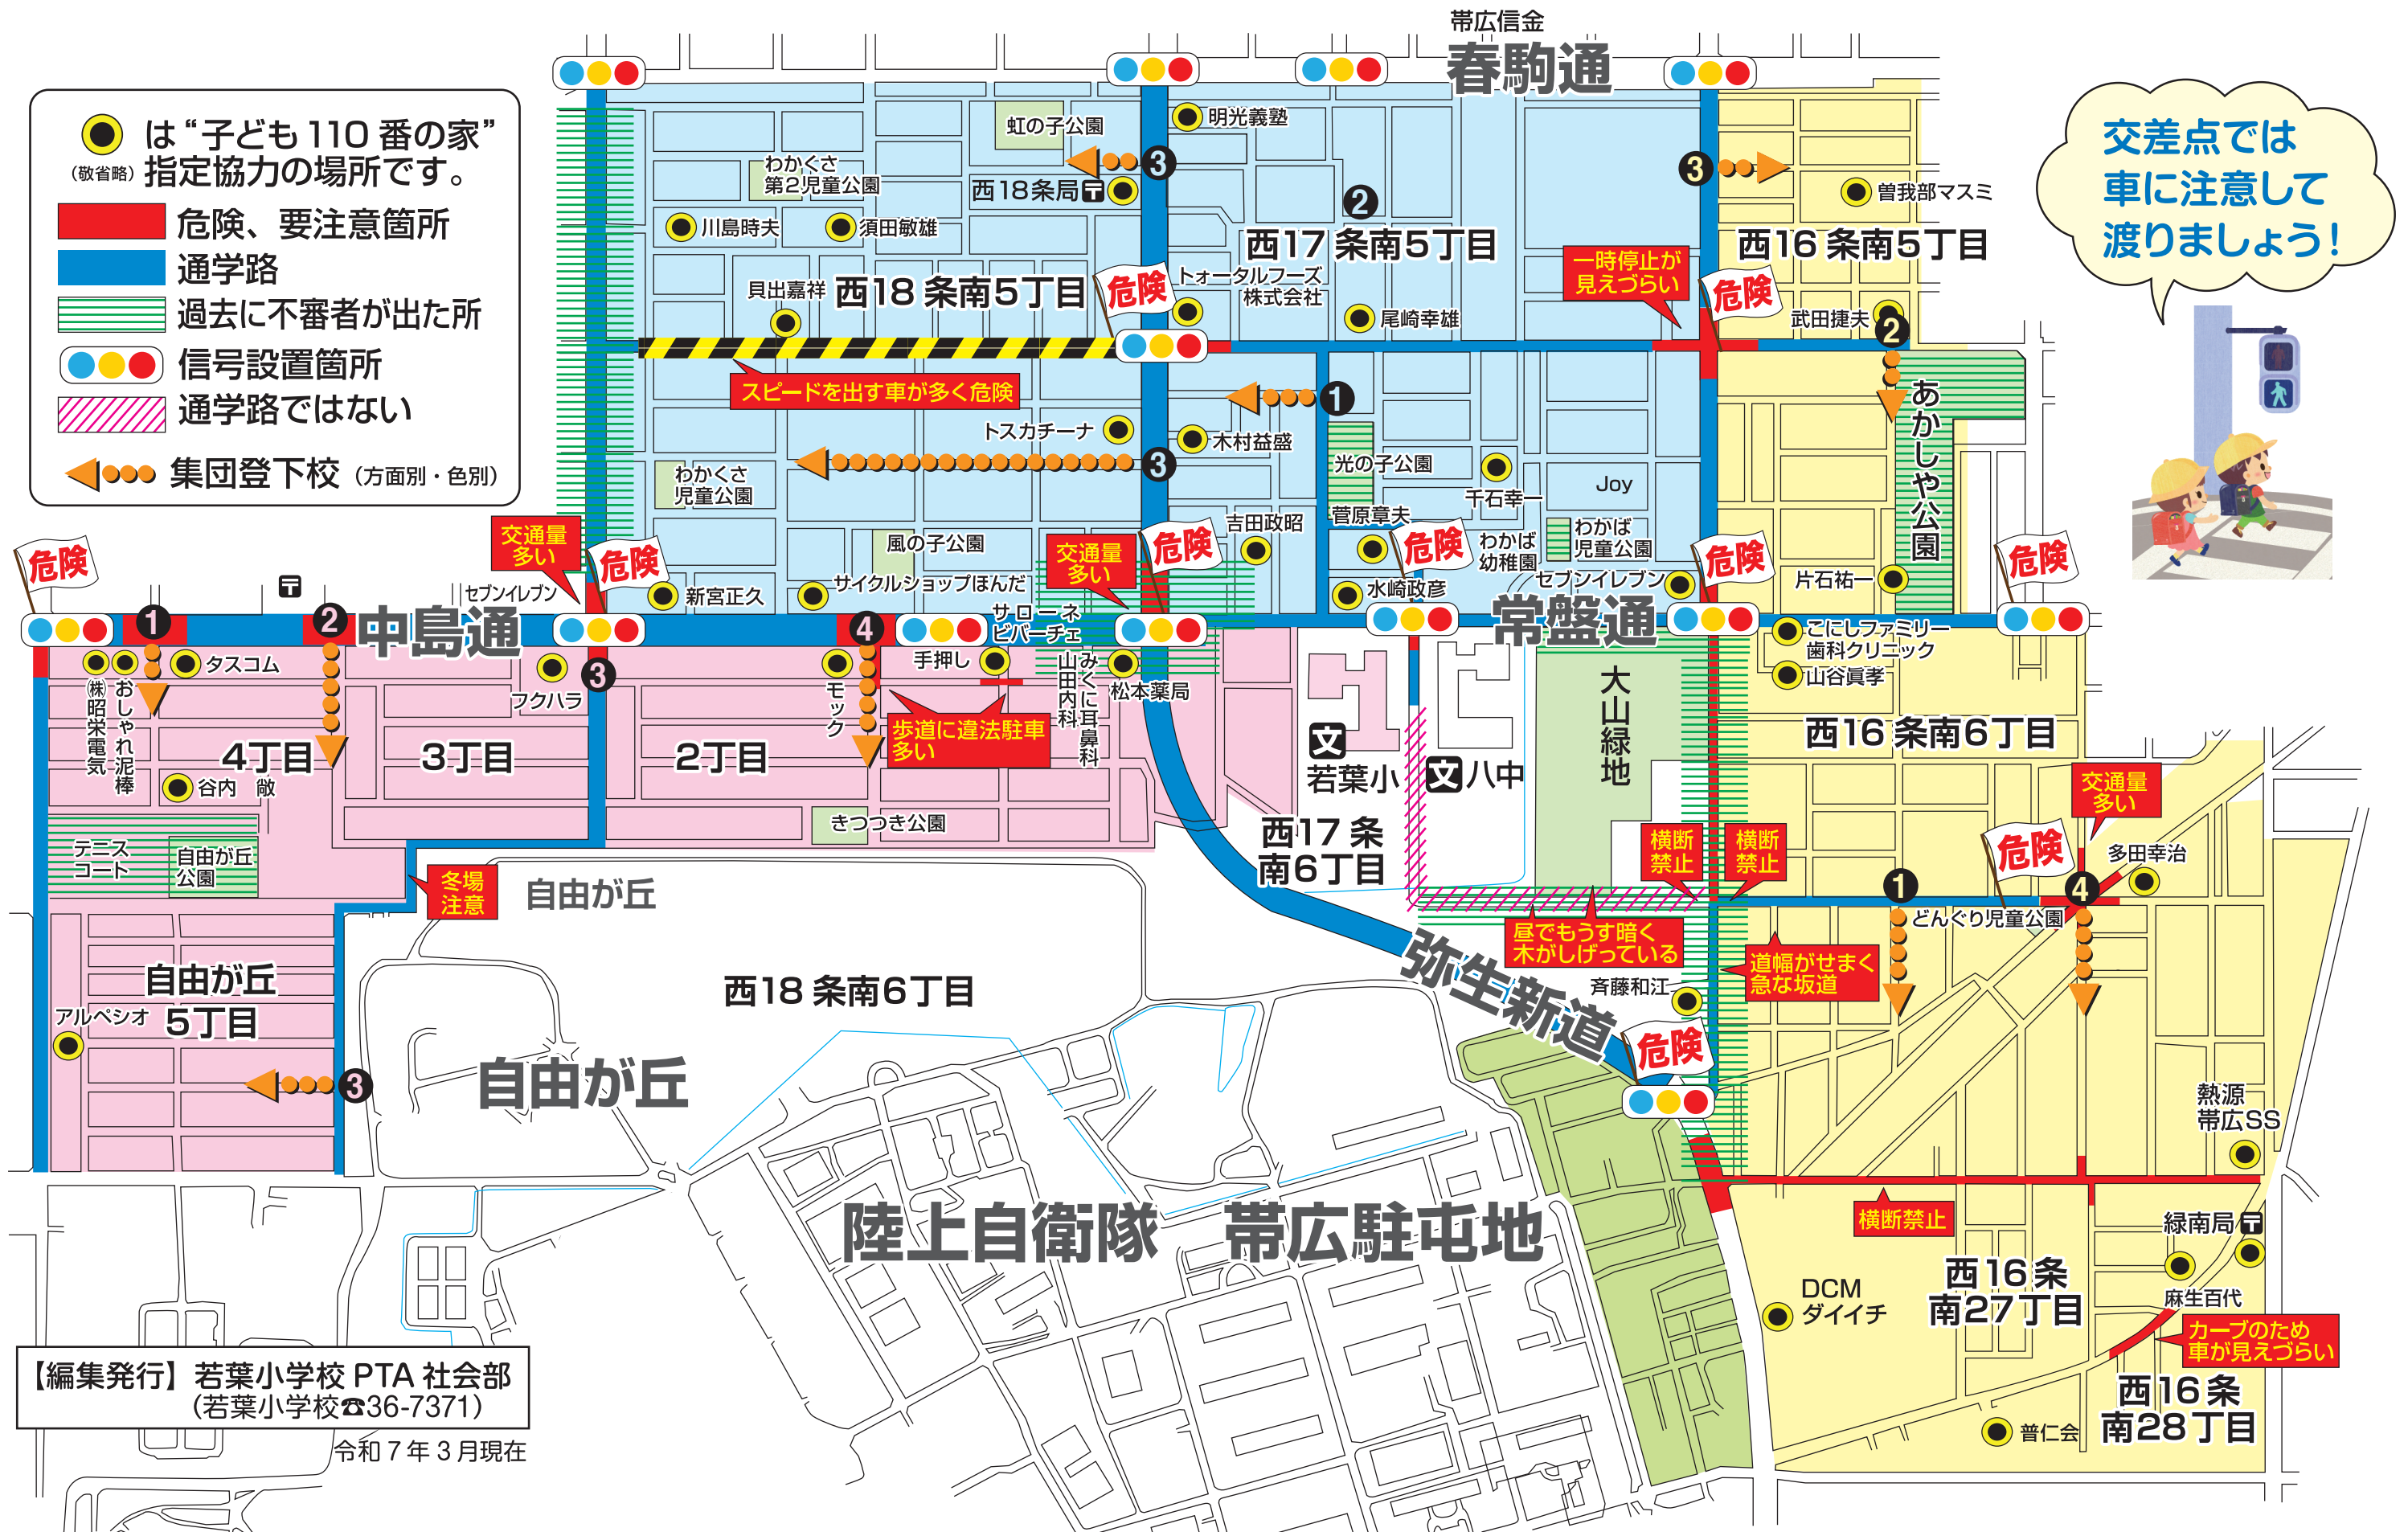 帯広信金
春駒通
は“子ども110番の家”
（敬省略）指定協力の場所です。
危険、要注意箇所
通学路
過去に不審者が出た所
信号設置箇所
通学路ではない
集団登下校（方面別・色別）
交差点では
車に注意して
渡りましょう！
虹の子公園
明光義塾
わかくさ
第2児童公園
3
3
西18条局〒
2
曽我部マスミ
川島時夫
須田敏雄
西17条南5丁目
西16条南5丁目
貝出嘉祥
西18条南5丁目
危険
トォータルフーズ
株式会社
一時停止が
見えづらい
危険
尾崎幸雄
武田捷夫
2
スピードを出す車が多く危険
1
あかしや公園
トスカチーナ
木村益盛
3
わかくさ
児童公園
光の子公園
千石幸一
Joy
交通量
多い
危険
危険
風の子公園
交通量
多い
危険
吉田政昭
菅原章夫
危険
わかば
幼稚園
わかば
児童公園
危険
危険
〒
セブンイレブン
新宮正久
サイクルショップほんだ
水崎政彦
セブンイレブン
片石祐一
1
2
中島通
4
サローネ
ビバーチェ
常盤通
こにしファミリー
歯科クリニック
タスコム
フクハラ
3
手押し
松本薬局
山谷眞孝
㈱昭栄電気
おしゃれ泥棒
モック
みくに耳鼻科
山田内科
大山緑地
歩道に違法駐車
多い
4丁目
3丁目
2丁目
谷内　敞
文
若葉小
文八中
西16条南6丁目
交通量
多い
きつつき公園
テニス
コート
自由が丘
公園
西17条
南6丁目
横断
禁止
横断
禁止
危険
多田幸治
冬場
注意
自由が丘
1
4
どんぐり児童公園
昼でもうす暗く
木がしげっている
弥生新道
道幅がせまく
急な坂道
自由が丘
5丁目
アルペシオ
西18条南6丁目
斉藤和江
危険
3
自由が丘
熱源
帯広SS
陸上自衛隊　帯広駐屯地
横断禁止
緑南局〒
DCM
ダイイチ
西16条
南27丁目
麻生百代
カーブのため
車が見えづらい
西16条
南28丁目
普仁会
【編集発行】若葉小学校PTA社会部
（若葉小学校☎36-7371）
令和7年3月現在